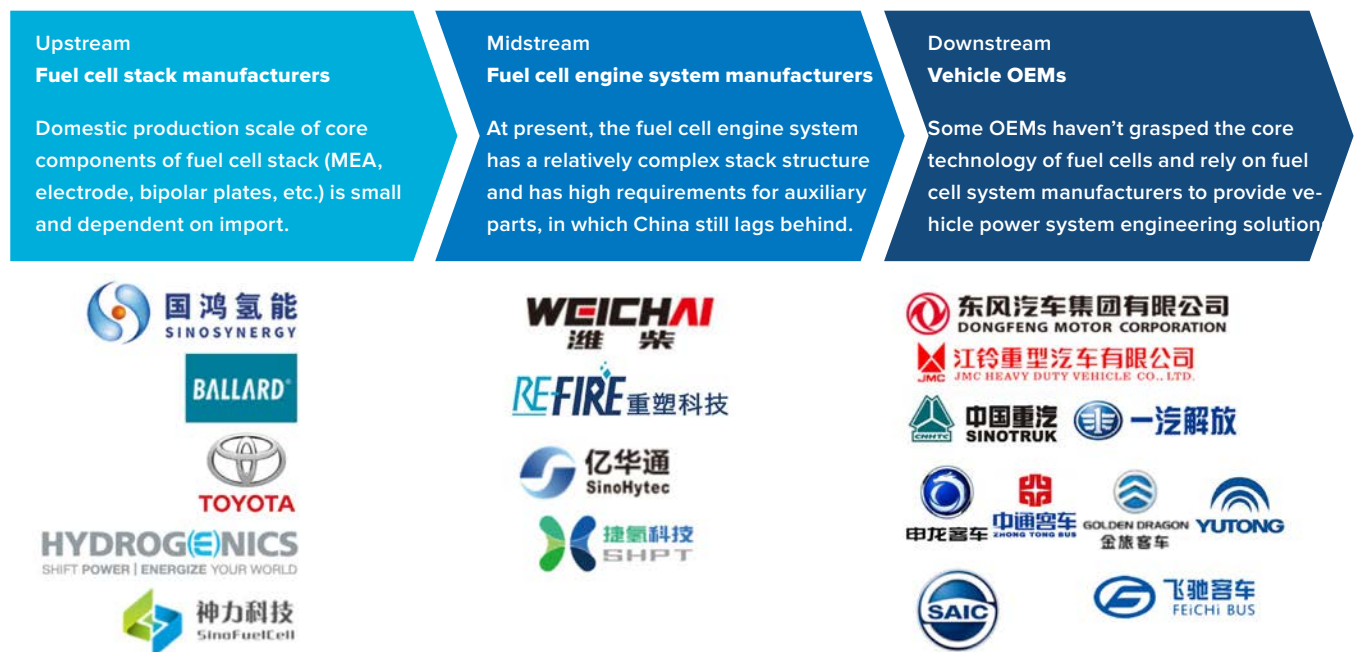 Upstream
Fuel cell stack manufacturers
Domestic production scale of core
components of fuel cell stack (MEA,
electrode, bipolar plates, etc.) is small
and dependent on import.
Midstream
Fuel cell engine system manufacturers
At present, the fuel cell engine system
has a relatively complex stack structure
and has high requirements for auxiliary
parts, in which China still lags behind.
Downstream
Vehicle OEMs
Some OEMs haven't grasped the core
technology of fuel cells and rely on fuel
cell system manufacturers to provide ve-
hicle power system engineering solution
国鸿氢能
SINOSYNERGY
BALLARD®
TOYOTA
HYDROG(E)NICS
SHIFT POWER | ENERGIZE YOUR WORLD
神力科技
SinoFuelCell
WEICHAI
潍柴
REFIRE 重塑科技
亿华通
SinoHytec
捷氢科技
SHPT
东风汽车集团有限公司
DONGFENG MOTOR CORPORATION
JMC
江铃重型汽车有限公司
JMC HEAVY DUTY VEHICLE CO., LTD.
CNHTC
中国重汽
SINOTRUK
一汽解放
申龙客车
中通客车
ZHONG TONG BUS
GOLDEN DRAGON
金旅客车
YUTONG
SAIC
飞驰客车
FEiCHi BUS